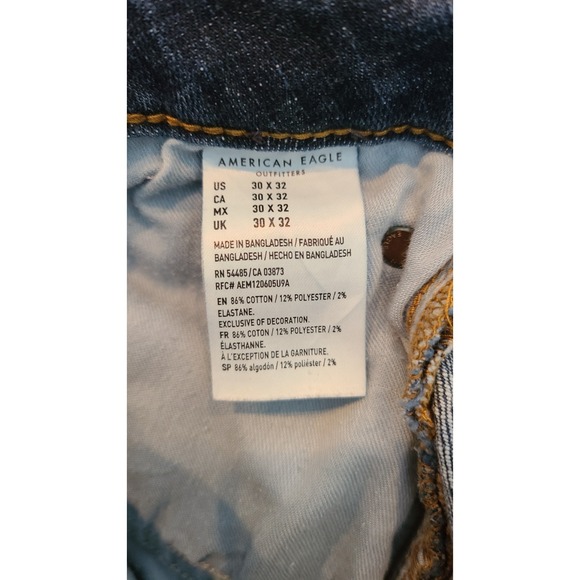 AMERICAN EAGLE
OUTFITTERS
US 30 X 32
CA 30 X 32
MX 30 X 32
UK 30 X 32
MADE IN BANGLADESH / FABRIQUÉ AU
BANGLADESH / HECHO EN BANGLADESH
RN 54485/CA 03873
RFC# AEM120605U9A
EN 86% COTTON / 12% POLYESTER / 2%
ELASTANE.
EXCLUSIVE OF DECORATION.
FR 86% COTON / 12% POLYESTER / 2%
ÉLASTHANNE.
À L'EXCEPTION DE LA GARNITURE.
SP 86% algodón / 12% poliéster / 2%